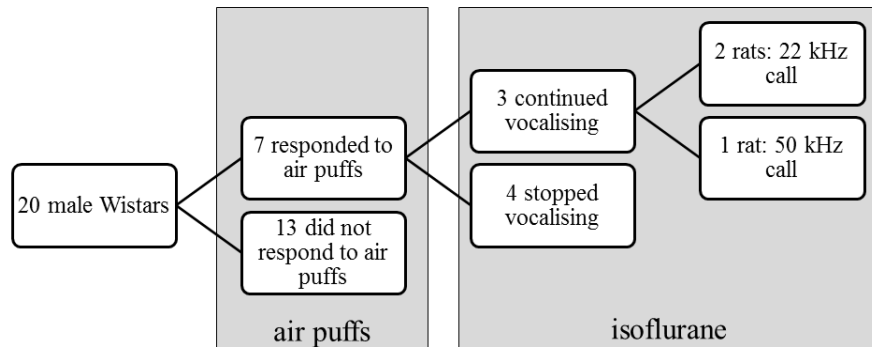 20 male Wistars
7 responded to
air puffs
13 did not
respond to air
puffs
air puffs
3 continued
vocalising
4 stopped
vocalising
2 rats: 22 kHz
call
1 rat: 50 kHz
call
isoflurane